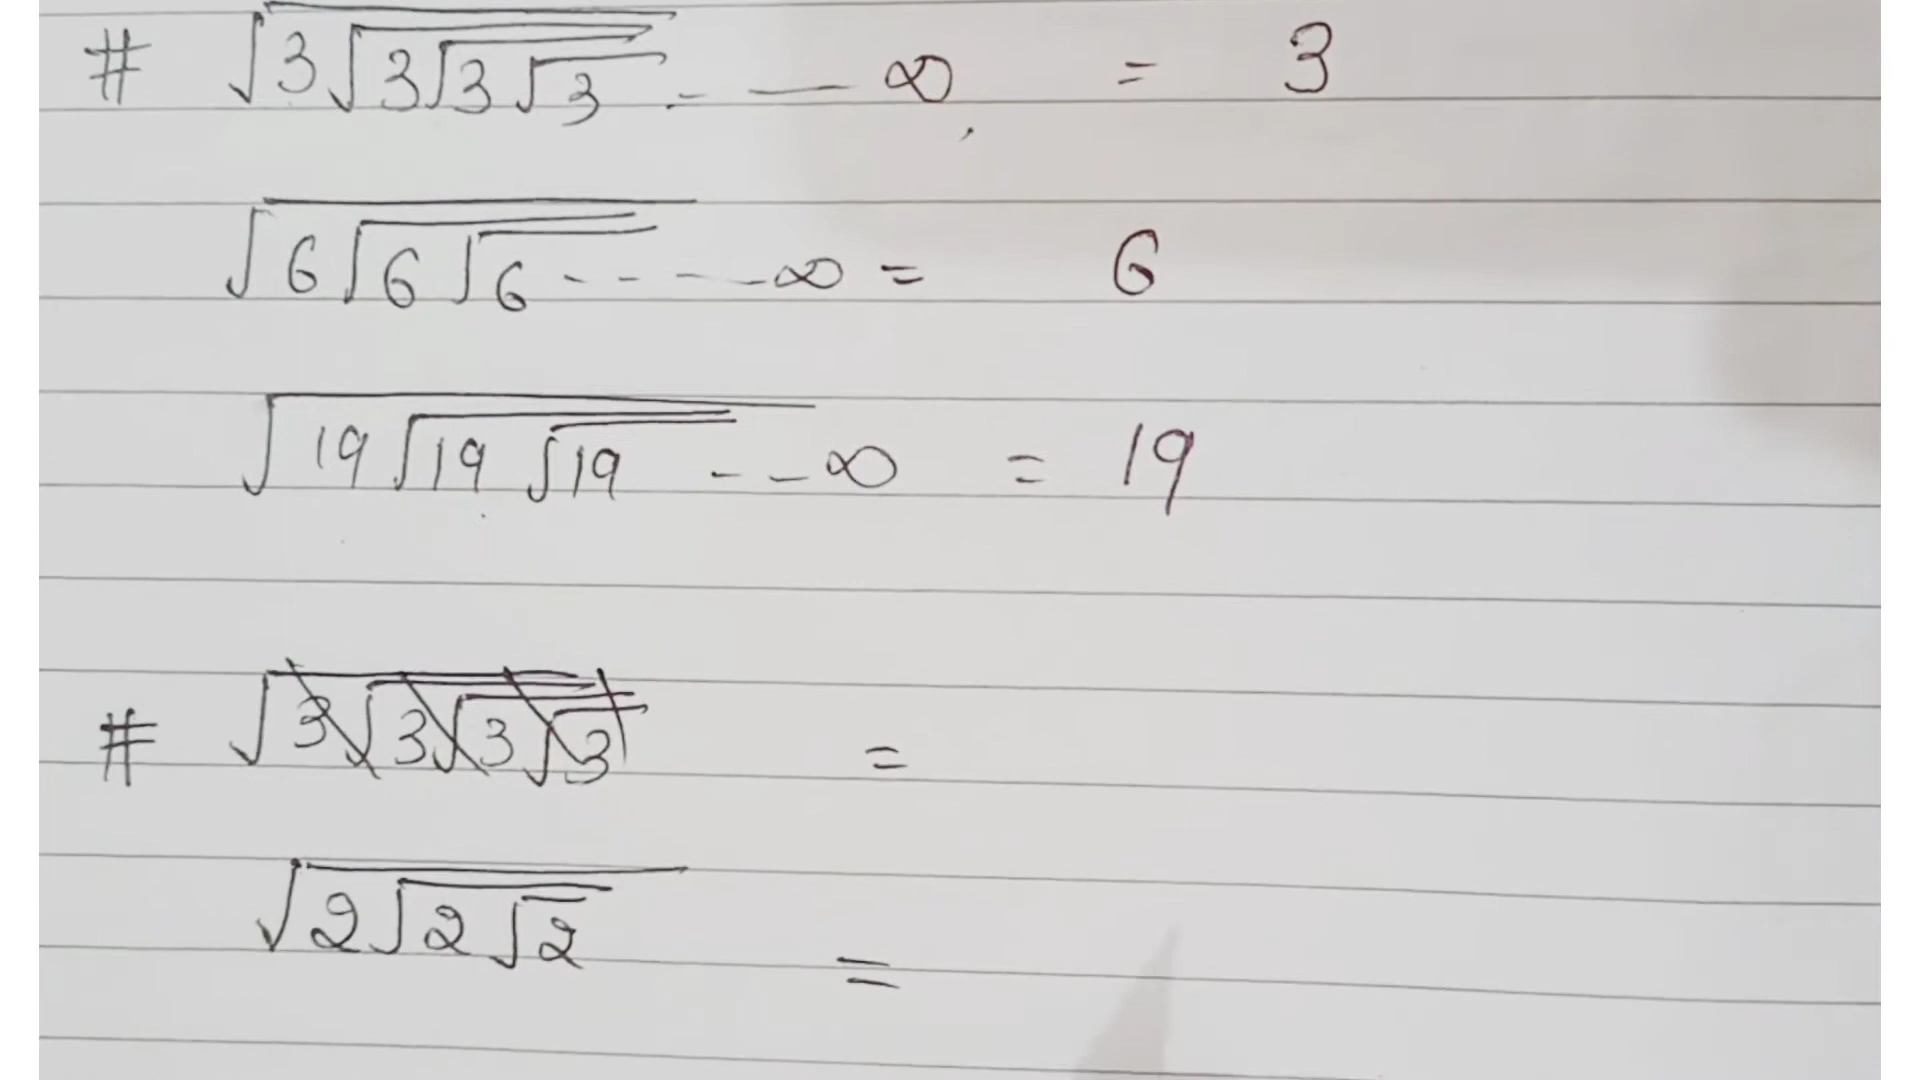 # √3√3√3√3 - — ∞ = 3
√6√6√6 - - - — ∞ = 6
√19√19√19 - - ∞ = 19
# √3√3√3√3 =
√2√2√2 =